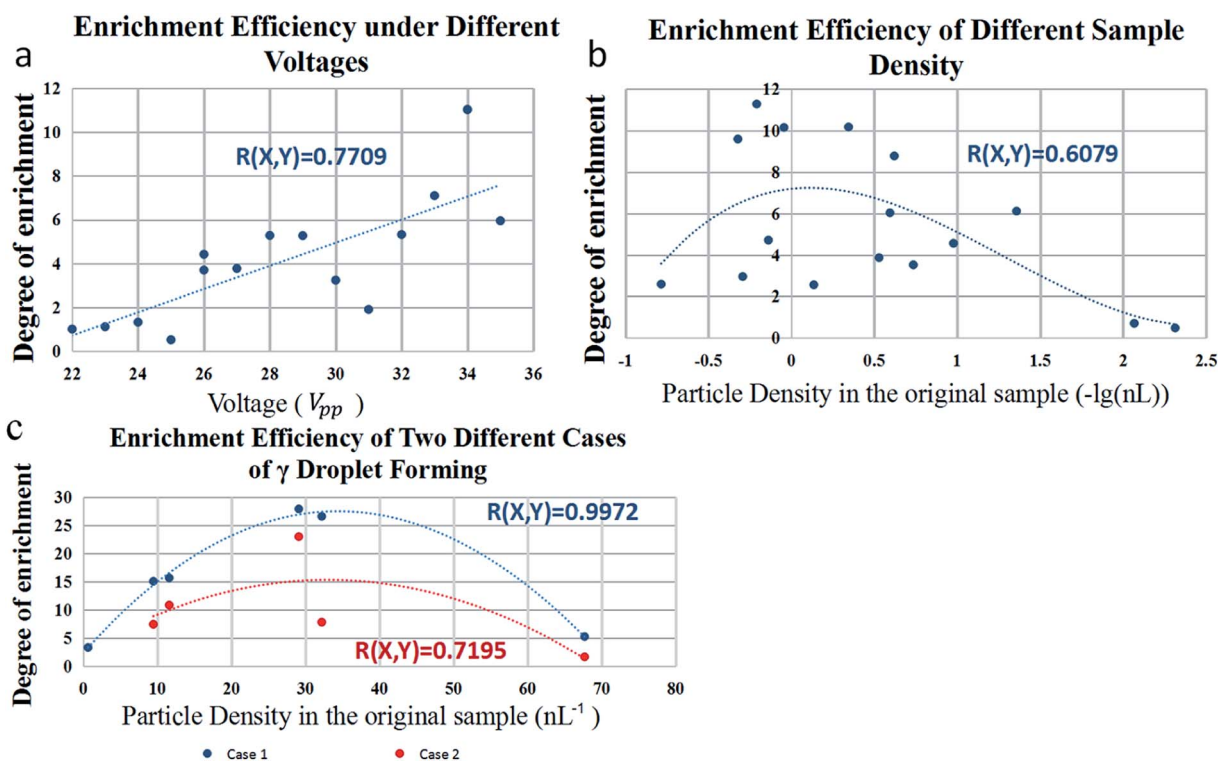 a
Enrichment Efficiency under Different
Voltages
Degree of enrichment
12
10
8
6
4
2
0
R(X,Y)=0.7709
22 24 26 28 30 32 34 36
Voltage ( Vpp )
b
Enrichment Efficiency of Different Sample
Density
Degree of enrichment
12
10
8
6
4
2
0
R(X,Y)=0.6079
-1 -0.5 0 0.5 1 1.5 2 2.5
Particle Density in the original sample (-lg(nL))
c
Enrichment Efficiency of Two Different Cases
of γ Droplet Forming
Degree of enrichment
30
25
20
15
10
5
0
R(X,Y)=0.9972
R(X,Y)=0.7195
0 10 20 30 40 50 60 70 80
Particle Density in the original sample (nL⁻¹ )
Case 1 Case 2